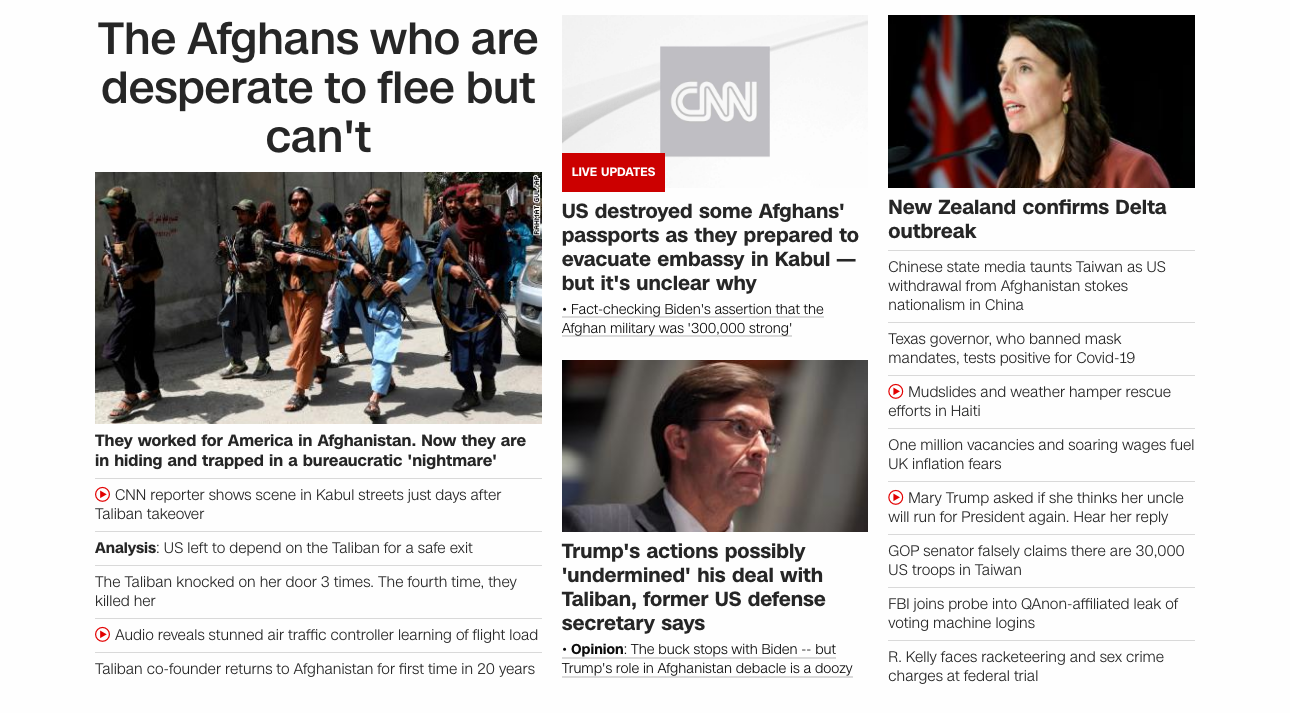 The Afghans who are
desperate to flee but
can't
They worked for America in Afghanistan. Now they are
in hiding and trapped in a bureaucratic 'nightmare'
CNN reporter shows scene in Kabul streets just days after
Taliban takeover
Analysis: US left to depend on the Taliban for a safe exit
The Taliban knocked on her door 3 times. The fourth time, they
killed her
Audio reveals stunned air traffic controller learning of flight load
Taliban co-founder returns to Afghanistan for first time in 20 years
CNN
LIVE UPDATES
US destroyed some Afghans'
passports as they prepared to
evacuate embassy in Kabul —
but it's unclear why
• Fact-checking Biden's assertion that the
Afghan military was '300,000 strong'
Trump's actions possibly
'undermined' his deal with
Taliban, former US defense
secretary says
• Opinion: The buck stops with Biden -- but
Trump's role in Afghanistan debacle is a doozy
New Zealand confirms Delta
outbreak
Chinese state media taunts Taiwan as US
withdrawal from Afghanistan stokes
nationalism in China
Texas governor, who banned mask
mandates, tests positive for Covid-19
Mudslides and weather hamper rescue
efforts in Haiti
One million vacancies and soaring wages fuel
UK inflation fears
Mary Trump asked if she thinks her uncle
will run for President again. Hear her reply
GOP senator falsely claims there are 30,000
US troops in Taiwan
FBI joins probe into QAnon-affiliated leak of
voting machine logins
R. Kelly faces racketeering and sex crime
charges at federal trial